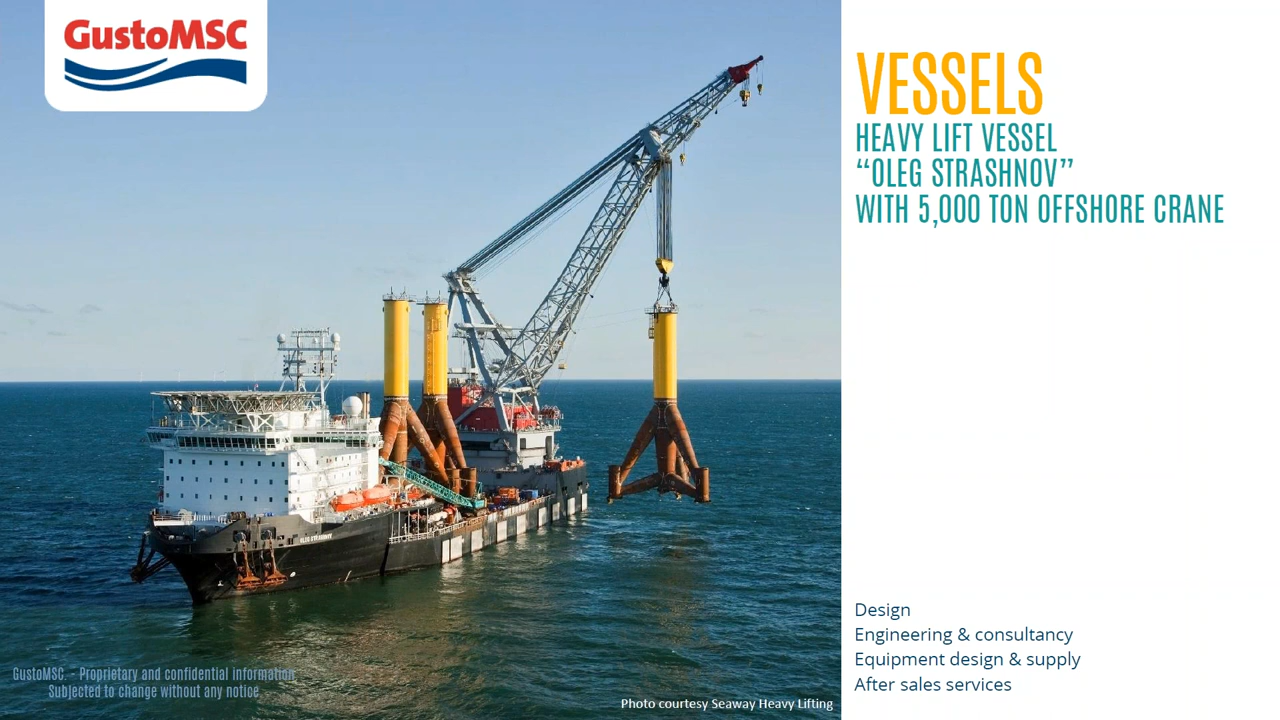 GustoMSC
VESSELS
HEAVY LIFT VESSEL
“OLEG STRASHNOV”
WITH 5,000 TON OFFSHORE CRANE
OLEG STRASHNOV
Design
Engineering & consultancy
Equipment design & supply
After sales services
GustoMSC. - Proprietary and confidential information
Subjected to change without any notice
Photo courtesy Seaway Heavy Lifting